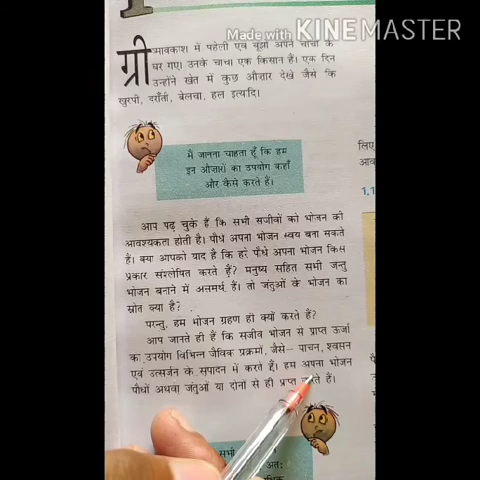 Made with KINEMASTER
ग्रीष्मावकाश में पहेली एवं बूझो अपने चाचा के
घर गए। उनके चाचा एक किसान हैं। एक दिन
उन्होंने खेत में कुछ औज़ार देखे जैसे कि
खुरपी, दराँती, बेलचा, हल इत्यादि।
मैं जानना चाहता हूँ कि हम
इन औज़ारों का उपयोग कहाँ
और कैसे करते हैं।
आप पढ़ चुके हैं कि सभी सजीवों को भोजन की
आवश्यकता होती है। पौधे अपना भोजन स्वयं बना सकते
हैं। क्या आपको याद है कि हरे पौधे अपना भोजन किस
प्रकार संश्लेषित करते हैं? मनुष्य सहित सभी जन्तु
भोजन बनाने में असमर्थ हैं। तो जंतुओं के भोजन का
स्रोत क्या है?
परन्तु, हम भोजन ग्रहण ही क्यों करते हैं?
आप जानते ही हैं कि सजीव भोजन से प्राप्त ऊर्जा
का उपयोग विभिन्न जैविक प्रक्रमों, जैसे– पाचन, श्वसन
एवं उत्सर्जन के संपादन में करते हैं। हम अपना भोजन
पौधों अथवा जंतुओं या दोनों से ही प्राप्त करते हैं।
सभी
अतः
लिए
1.1